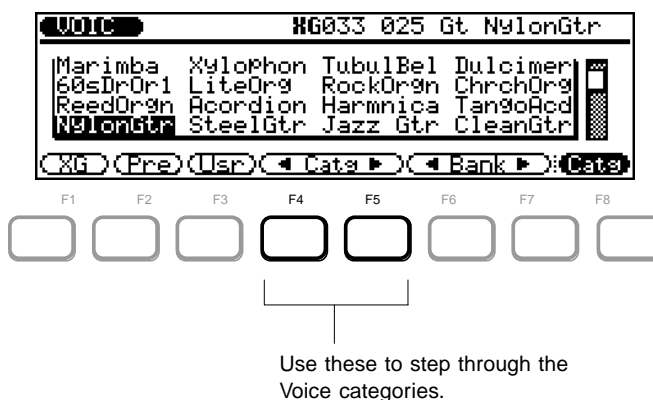 VOIC XG033 025 Gt NylonGtr
Marimba Xylophon TubulBel Dulcimer
60sDrOr1 LiteOrg RockOrgn ChrchOrg
ReedOrgn Acordion Harmnica TangoAcd
NylonGtr SteelGtr Jazz Gtr CleanGtr
XG Pre Usr ◄ Catg ► ◄ Bank ► Catg
F1 F2 F3 F4 F5 F6 F7 F8
Use these to step through the
Voice categories.